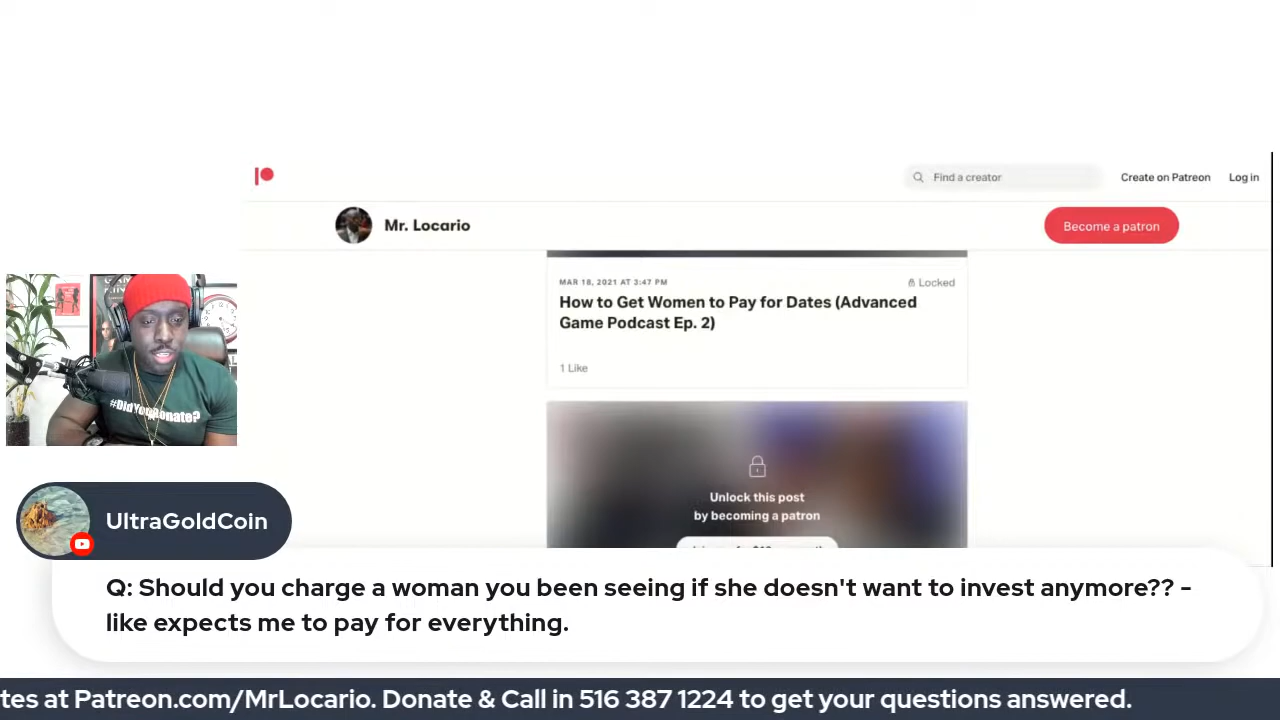 Find a creator
Create on Patreon
Log in
Mr. Locario
Become a patron
MAR 18, 2021 AT 3:47 PM
Locked
How to Get Women to Pay for Dates (Advanced
Game Podcast Ep. 2)
1 Like
#DidYouDonate?
Unlock this post
by becoming a patron
UltraGoldCoin
Q: Should you charge a woman you been seeing if she doesn't want to invest anymore?? -
like expects me to pay for everything.
tes at Patreon.com/MrLocario. Donate & Call in 516 387 1224 to get your questions answered.